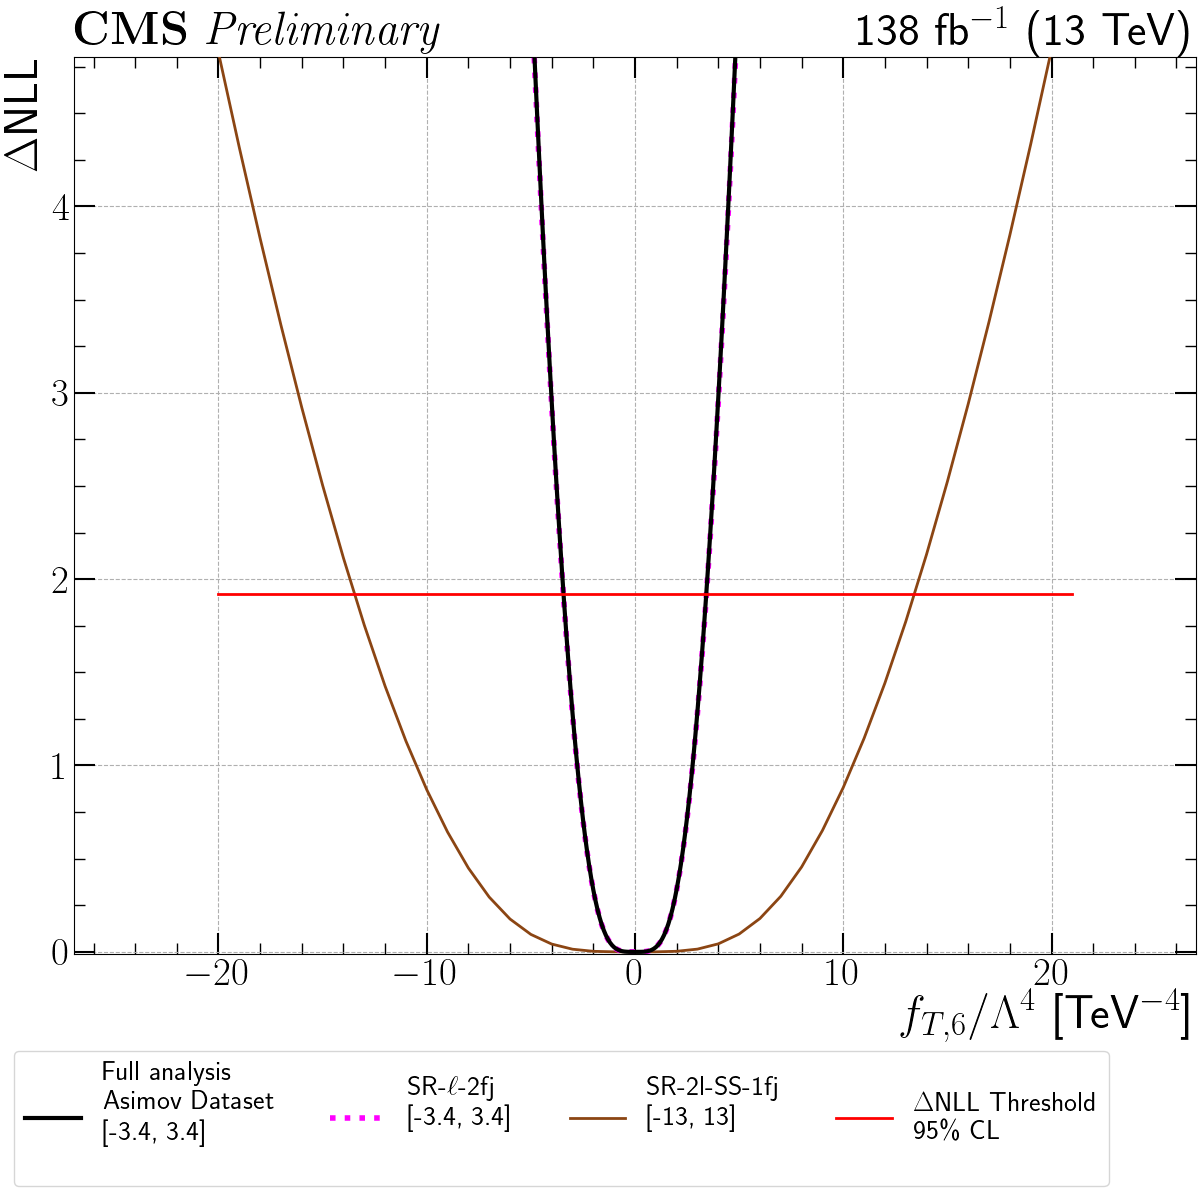 CMS Preliminary
138 fb⁻¹ (13 TeV)
ΔNLL
4
3
2
1
0
−20 −10 0 10 20
f_{T,6}/Λ⁴ [TeV⁻⁴]
Full analysis
Asimov Dataset
[-3.4, 3.4]
SR-ℓ-2fj
[-3.4, 3.4]
SR-2l-SS-1fj
[-13, 13]
ΔNLL Threshold
95% CL